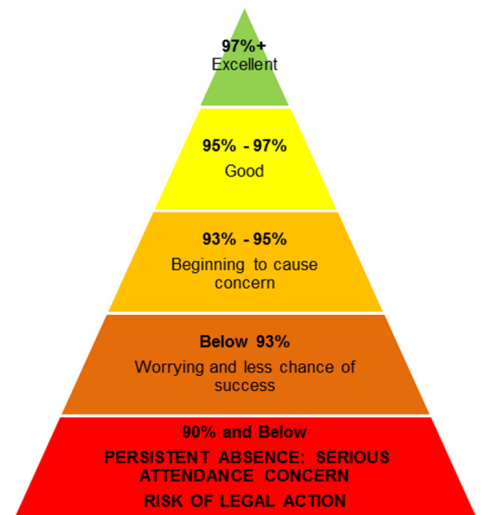 97%+
Excellent
95% - 97%
Good
93% - 95%
Beginning to cause
concern
Below 93%
Worrying and less chance of
success
90% and Below
PERSISTENT ABSENCE: SERIOUS
ATTENDANCE CONCERN
RISK OF LEGAL ACTION